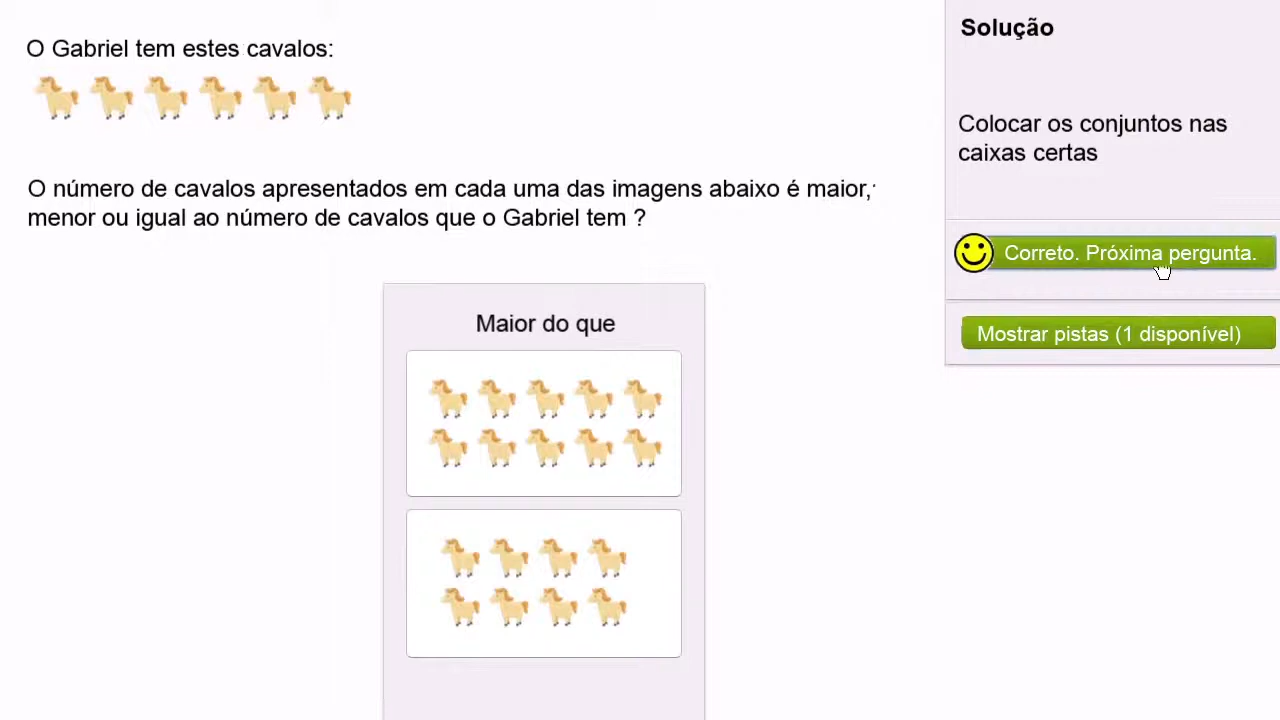 O Gabriel tem estes cavalos:
O número de cavalos apresentados em cada uma das imagens abaixo é maior,
menor ou igual ao número de cavalos que o Gabriel tem ?
Maior do que
Solução
Colocar os conjuntos nas
caixas certas
Correto. Próxima pergunta.
Mostrar pistas (1 disponível)